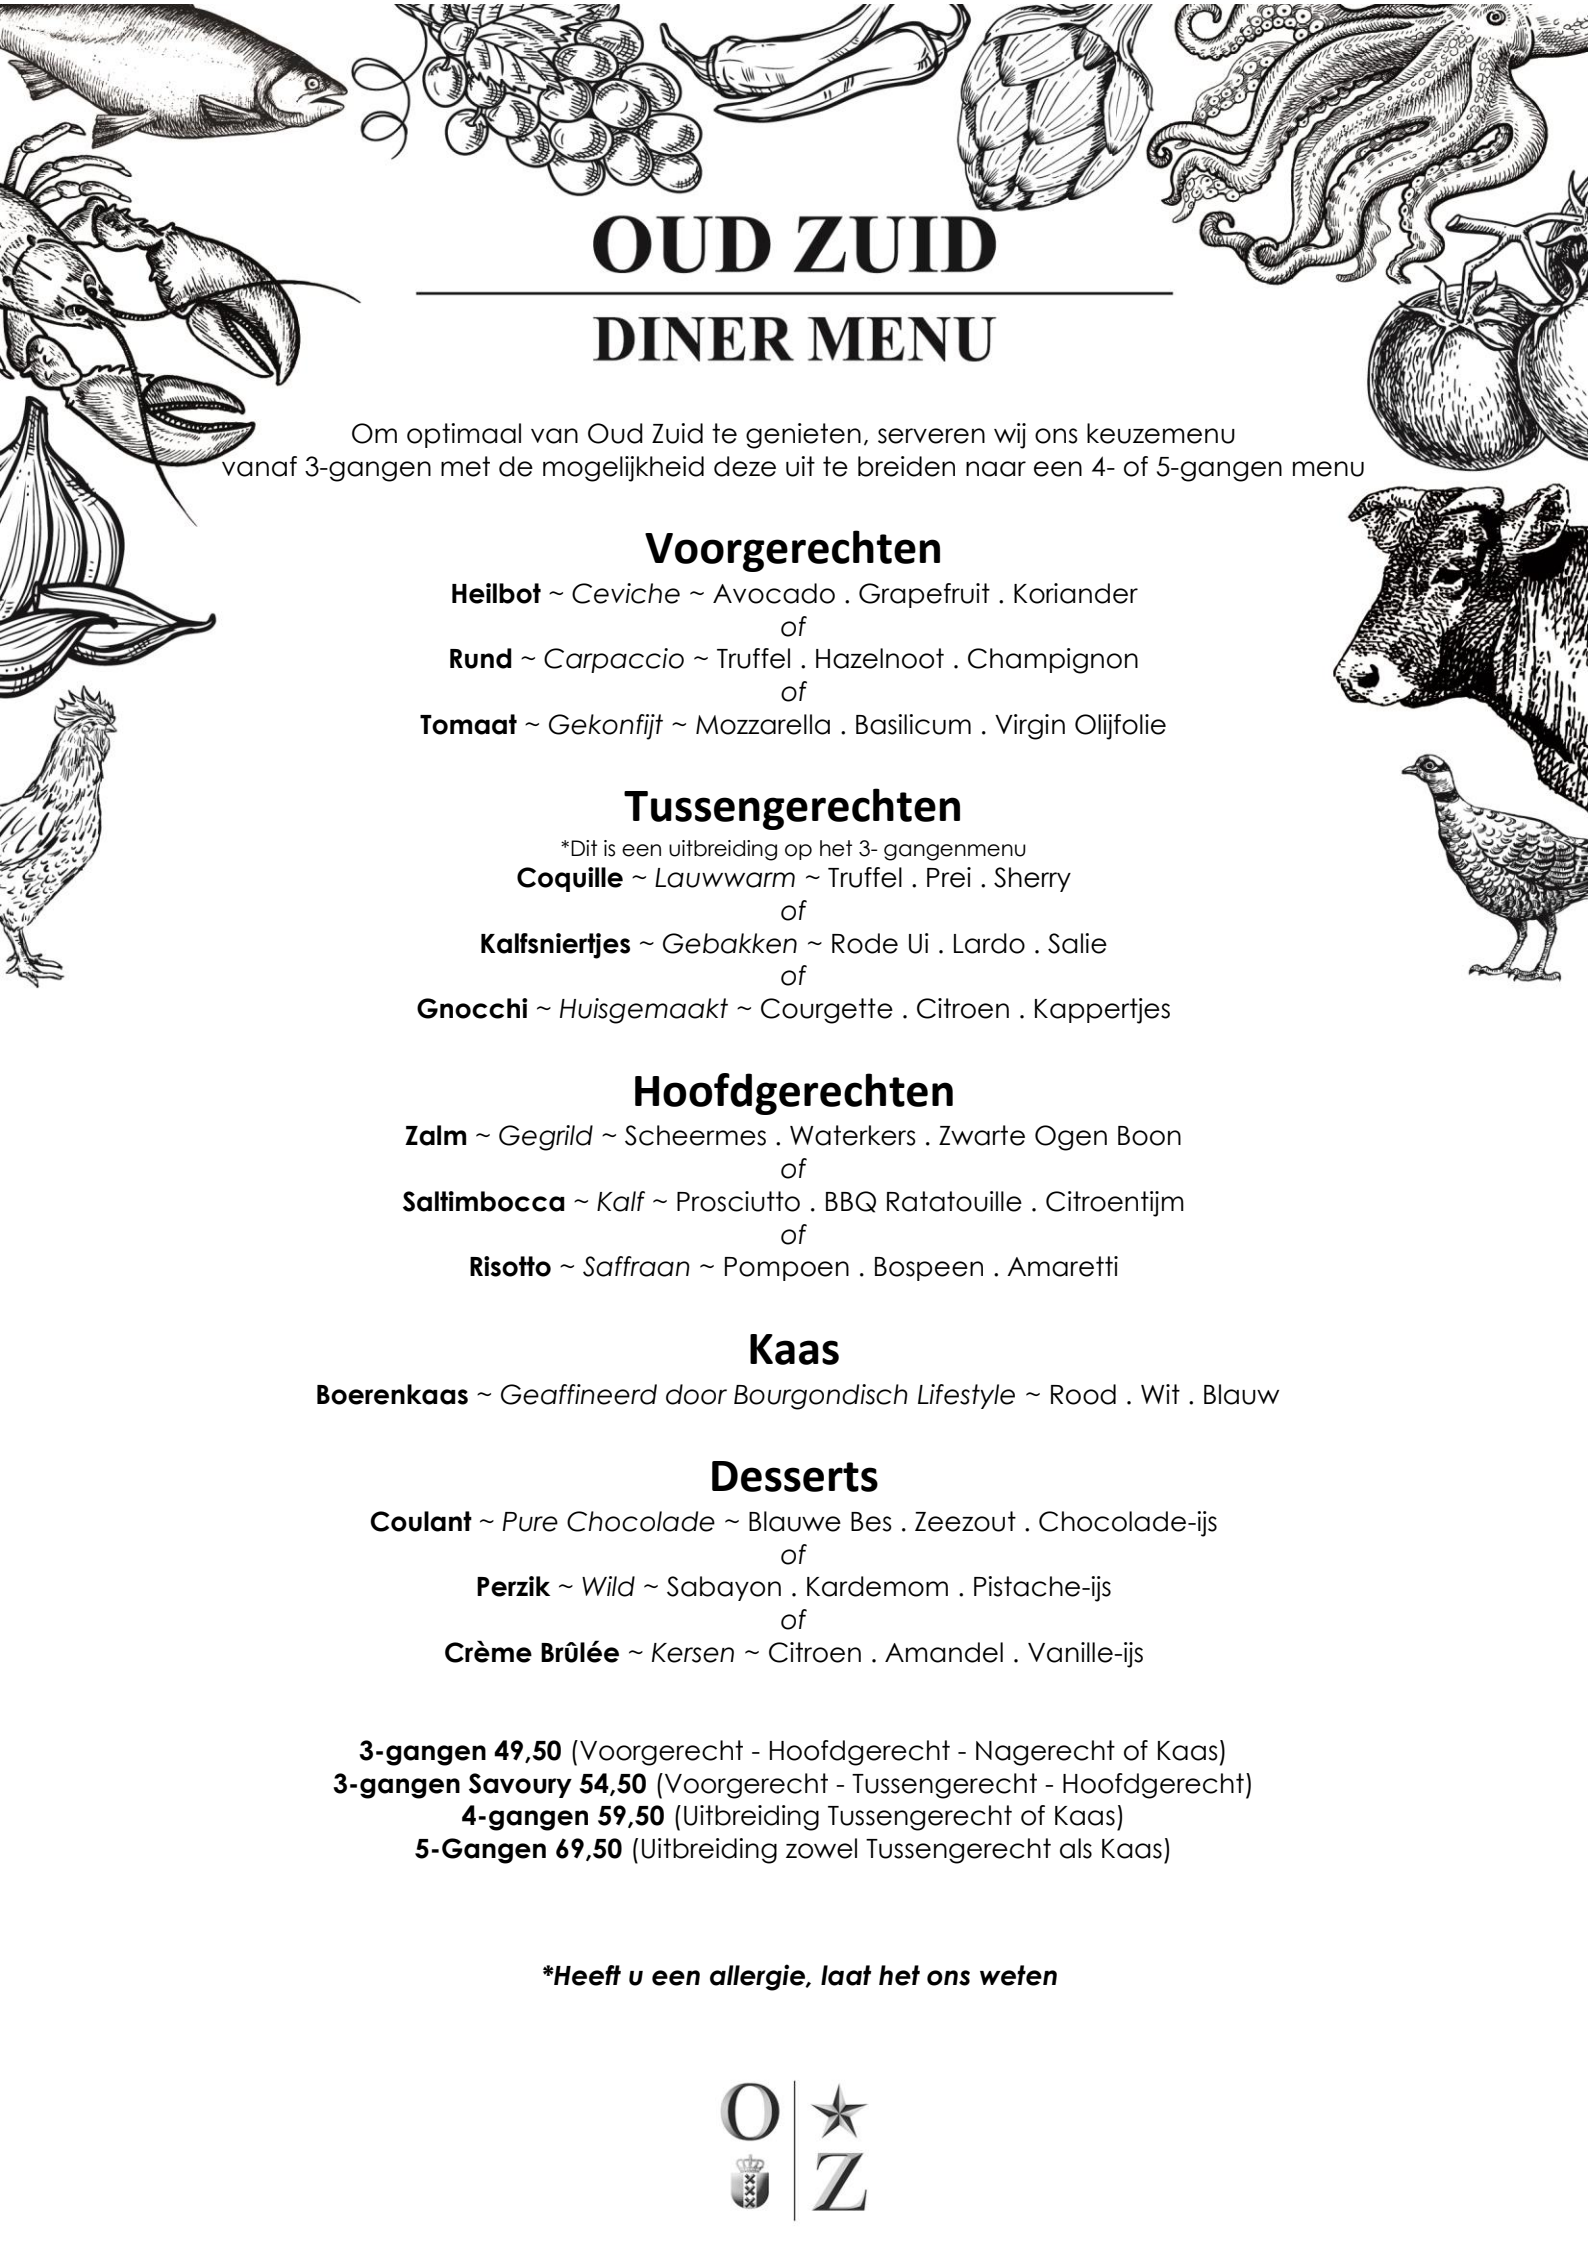 OUD ZUID
DINER MENU
Om optimaal van Oud Zuid te genieten, serveren wij ons keuzemenu
vanaf 3-gangen met de mogelijkheid deze uit te breiden naar een 4- of 5-gangen menu
Voorgerechten
Heilbot ~ Ceviche ~ Avocado . Grapefruit . Koriander
of
Rund ~ Carpaccio ~ Truffel . Hazelnoot . Champignon
of
Tomaat ~ Gekonfijt ~ Mozzarella . Basilicum . Virgin Olijfolie
Tussengerechten
*Dit is een uitbreiding op het 3- gangenmenu
Coquille ~ Lauwwarm ~ Truffel . Prei . Sherry
of
Kalfsniertjes ~ Gebakken ~ Rode Ui . Lardo . Salie
of
Gnocchi ~ Huisgemaakt ~ Courgette . Citroen . Kappertjes
Hoofdgerechten
Zalm ~ Gegrild ~ Scheermes . Waterkers . Zwarte Ogen Boon
of
Saltimbocca ~ Kalf ~ Prosciutto . BBQ Ratatouille . Citroentijm
of
Risotto ~ Saffraan ~ Pompoen . Bospeen . Amaretti
Kaas
Boerenkaas ~ Geaffineerd door Bourgondisch Lifestyle ~ Rood . Wit . Blauw
Desserts
Coulant ~ Pure Chocolade ~ Blauwe Bes . Zeezout . Chocolade-ijs
of
Perzik ~ Wild ~ Sabayon . Kardemom . Pistache-ijs
of
Crème Brûlée ~ Kersen ~ Citroen . Amandel . Vanille-ijs
3-gangen 49,50 (Voorgerecht - Hoofdgerecht - Nagerecht of Kaas)
3-gangen Savoury 54,50 (Voorgerecht - Tussengerecht - Hoofdgerecht)
4-gangen 59,50 (Uitbreiding Tussengerecht of Kaas)
5-Gangen 69,50 (Uitbreiding zowel Tussengerecht als Kaas)
*Heeft u een allergie, laat het ons weten
O
Z